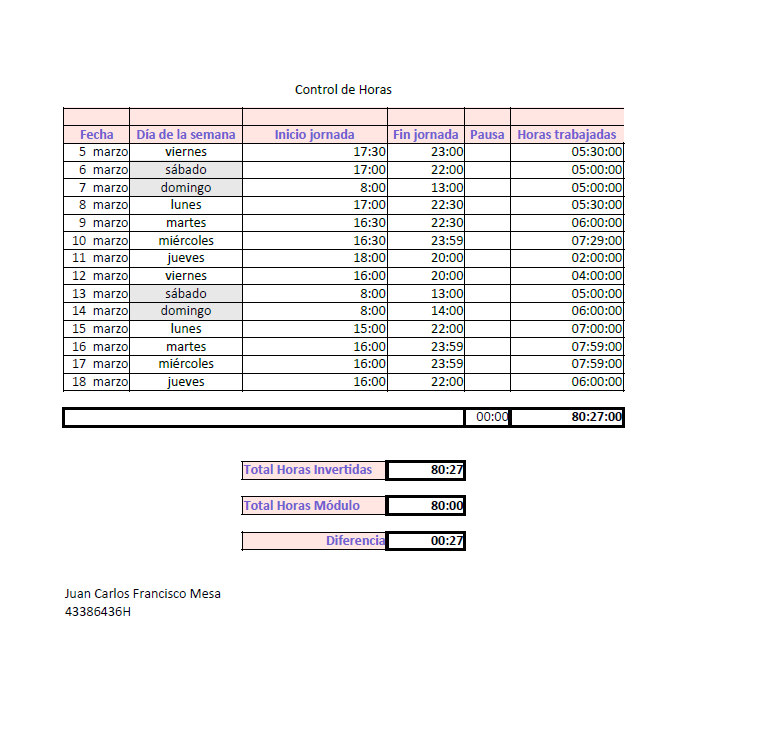 Control de Horas
Fecha Día de la semana Inicio jornada Fin jornada Pausa Horas trabajadas
5 marzo viernes 17:30 23:00 05:30:00
6 marzo sábado 17:00 22:00 05:00:00
7 marzo domingo 8:00 13:00 05:00:00
8 marzo lunes 17:00 22:30 05:30:00
9 marzo martes 16:30 22:30 06:00:00
10 marzo miércoles 16:30 23:59 07:29:00
11 marzo jueves 18:00 20:00 02:00:00
12 marzo viernes 16:00 20:00 04:00:00
13 marzo sábado 8:00 13:00 05:00:00
14 marzo domingo 8:00 14:00 06:00:00
15 marzo lunes 15:00 22:00 07:00:00
16 marzo martes 16:00 23:59 07:59:00
17 marzo miércoles 16:00 23:59 07:59:00
18 marzo jueves 16:00 22:00 06:00:00
00:00 80:27:00
Total Horas Invertidas 80:27
Total Horas Módulo 80:00
Diferencia 00:27
Juan Carlos Francisco Mesa
43386436H